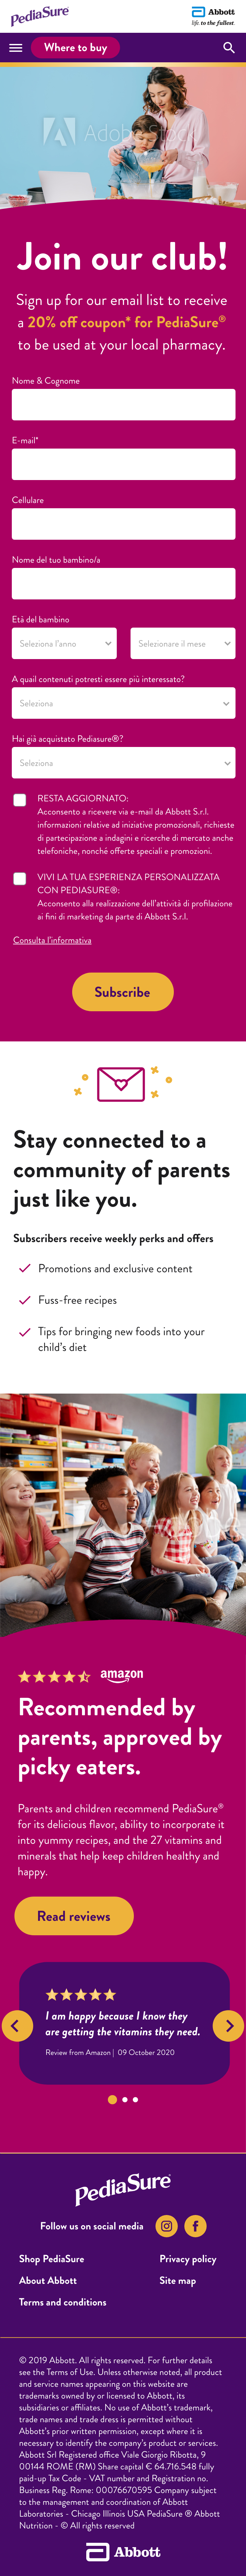 PediaSure®
Abbott
life. to the fullest.
Where to buy
Adobe Stock
Join our club!
Sign up for our email list to receive
a 20% off coupon* for PediaSure®
to be used at your local pharmacy.
Nome & Cognome
E-mail*
Cellulare
Nome del tuo bambino/a
Età del bambino
Seleziona l'anno
Selezionare il mese
A quail contenuti potresti essere più interessato?
Seleziona
Hai già acquistato Pediasure®?
Seleziona
RESTA AGGIORNATO:
Acconsento a ricevere via e-mail da Abbott S.r.l.
informazioni relative ad iniziative promozionali, richieste
di partecipazione a indagini e ricerche di mercato anche
telefoniche, nonché offerte speciali e promozioni.
VIVI LA TUA ESPERIENZA PERSONALIZZATA
CON PEDIASURE®:
Acconsento alla realizzazione dell'attività di profilazione
ai fini di marketing da parte di Abbott S.r.l.
Consulta l'informativa
Subscribe
Stay connected to a
community of parents
just like you.
Subscribers receive weekly perks and offers
Promotions and exclusive content
Fuss-free recipes
Tips for bringing new foods into your
child's diet
amazon
Recommended by
parents, approved by
picky eaters.
Parents and children recommend PediaSure®
for its delicious flavor, ability to incorporate it
into yummy recipes, and the 27 vitamins and
minerals that help keep children healthy and
happy.
Read reviews
I am happy because I know they
are getting the vitamins they need.
Review from Amazon | 09 October 2020
PediaSure®
Follow us on social media
Shop PediaSure
Privacy policy
About Abbott
Site map
Terms and conditions
© 2019 Abbott. All rights reserved. For further details
see the Terms of Use. Unless otherwise noted, all product
and service names appearing on this website are
trademarks owned by or licensed to Abbott, its
subsidiaries or affiliates. No use of Abbott's trademark,
trade names and trade dress is permitted without
Abbott's prior written permission, except where it is
necessary to identify the company's product or services.
Abbott Srl Registered office Viale Giorgio Ribotta, 9
00144 ROME (RM) Share capital € 64.716.548 fully
paid-up Tax Code - VAT number and Registration no.
Business Reg. Rome: 00076670595 Company subject
to the management and coordination of Abbott
Laboratories - Chicago Illinois USA PediaSure ® Abbott
Nutrition - © All rights reserved
Abbott